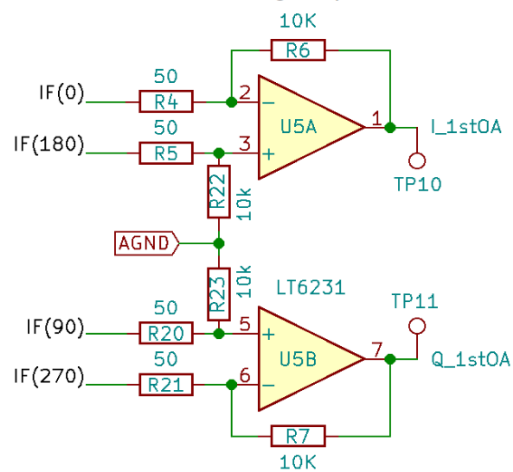 10K
R6
50
IF(0)
R4
2
−
50
U5A
1
I_1stOA
IF(180)
R5
3
+
TP10
R22
10k
AGND
R23
10k
LT6231
TP11
50
IF(90)
R20
5
+
50
U5B
7
Q_1stOA
IF(270)
R21
6
−
R7
10K